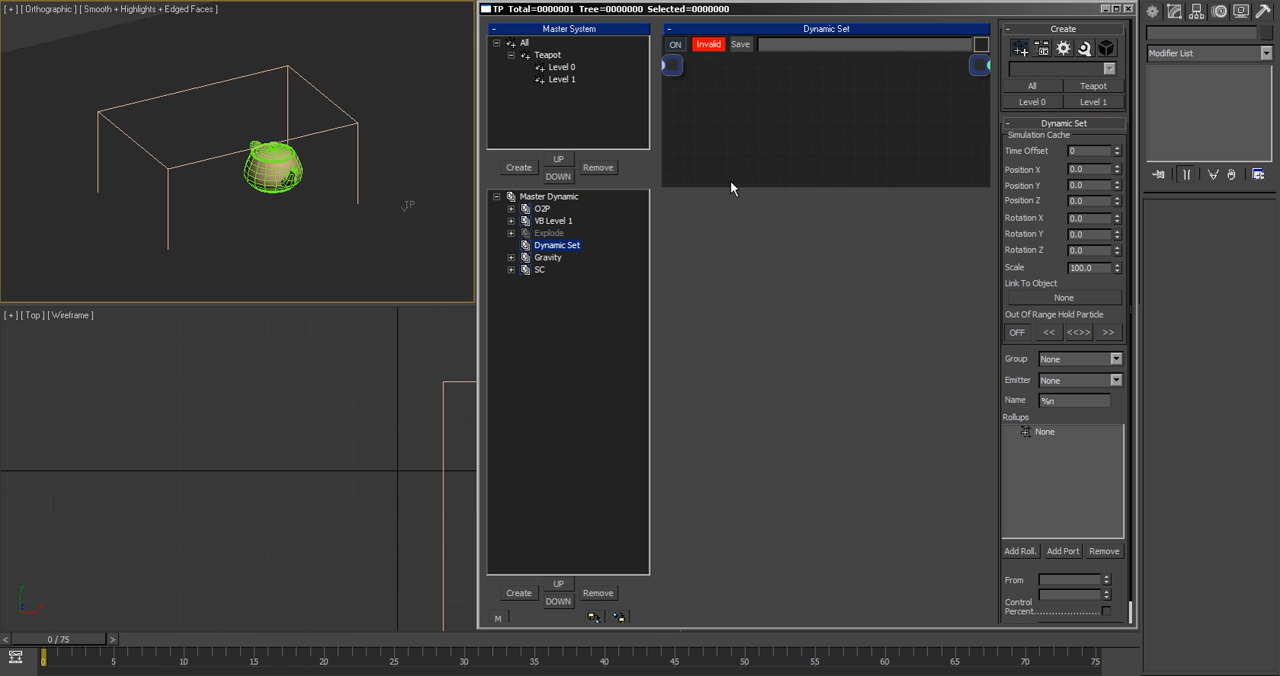 [ + ] [ Orthographic ] [ Smooth + Highlights + Edged Faces ]
TP
[ + ] [ Top ] [ Wireframe ]
TP Total=0000001 Tree=0000000 Selected=0000000
Master System
All
Teapot
Level 0
Level 1
Create
UP
DOWN
Remove
Master Dynamic
O2P
VB Level 1
Explode
Dynamic Set
Gravity
SC
Create
UP
DOWN
Remove
M
Dynamic Set
ON
Invalid
Save
Create
All
Teapot
Level 0
Level 1
Dynamic Set
Simulation Cache
Time Offset 0
Position X 0.0
Position Y 0.0
Position Z 0.0
Rotation X 0.0
Rotation Y 0.0
Rotation Z 0.0
Scale 100.0
Link To Object
None
Out Of Range Hold Particle
OFF << <<>> >>
Group None
Emitter None
Name %n
Rollups
None
Add Roll. Add Port Remove
From
Control
Percent
Modifier List
< 0 / 75 >
0 5 10 15 20 25 30 35 40 45 50 55 60 65 70 75